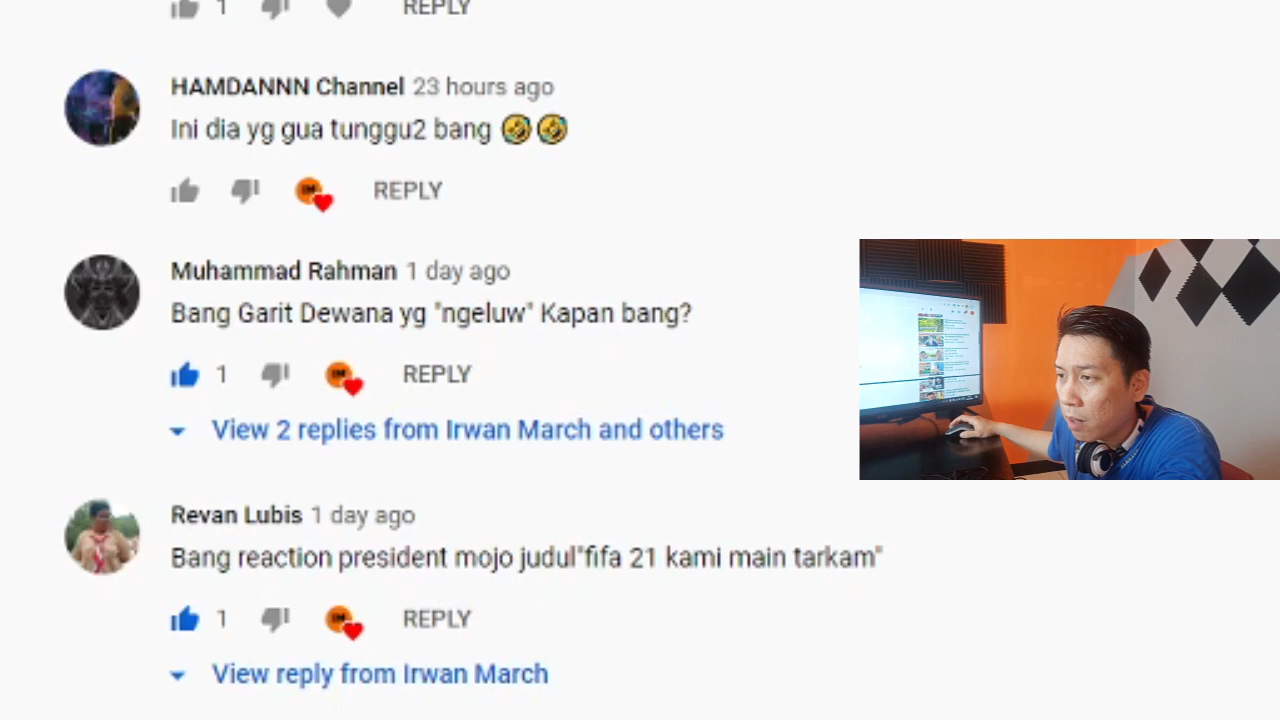 1 REPLY
HAMDANNN Channel 23 hours ago
Ini dia yg gua tunggu2 bang 🤣🤣
IM REPLY
Muhammad Rahman 1 day ago
Bang Garit Dewana yg "ngeluw" Kapan bang?
1 IM REPLY
View 2 replies from Irwan March and others
Revan Lubis 1 day ago
Bang reaction president mojo judul"fifa 21 kami main tarkam"
1 IM REPLY
View reply from Irwan March